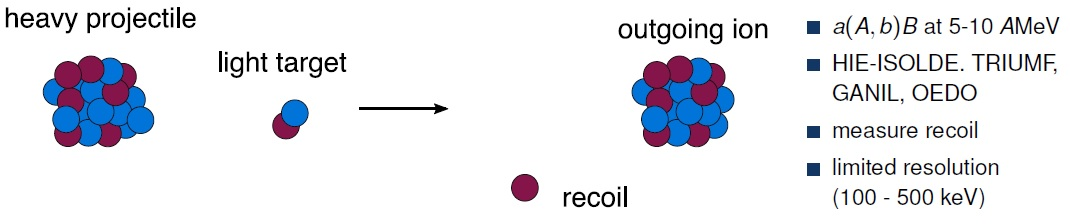 heavy projectile
light target
outgoing ion
recoil
a(A, b)B at 5-10 AMeV
HIE-ISOLDE. TRIUMF,
GANIL, OEDO
measure recoil
limited resolution
(100 - 500 keV)